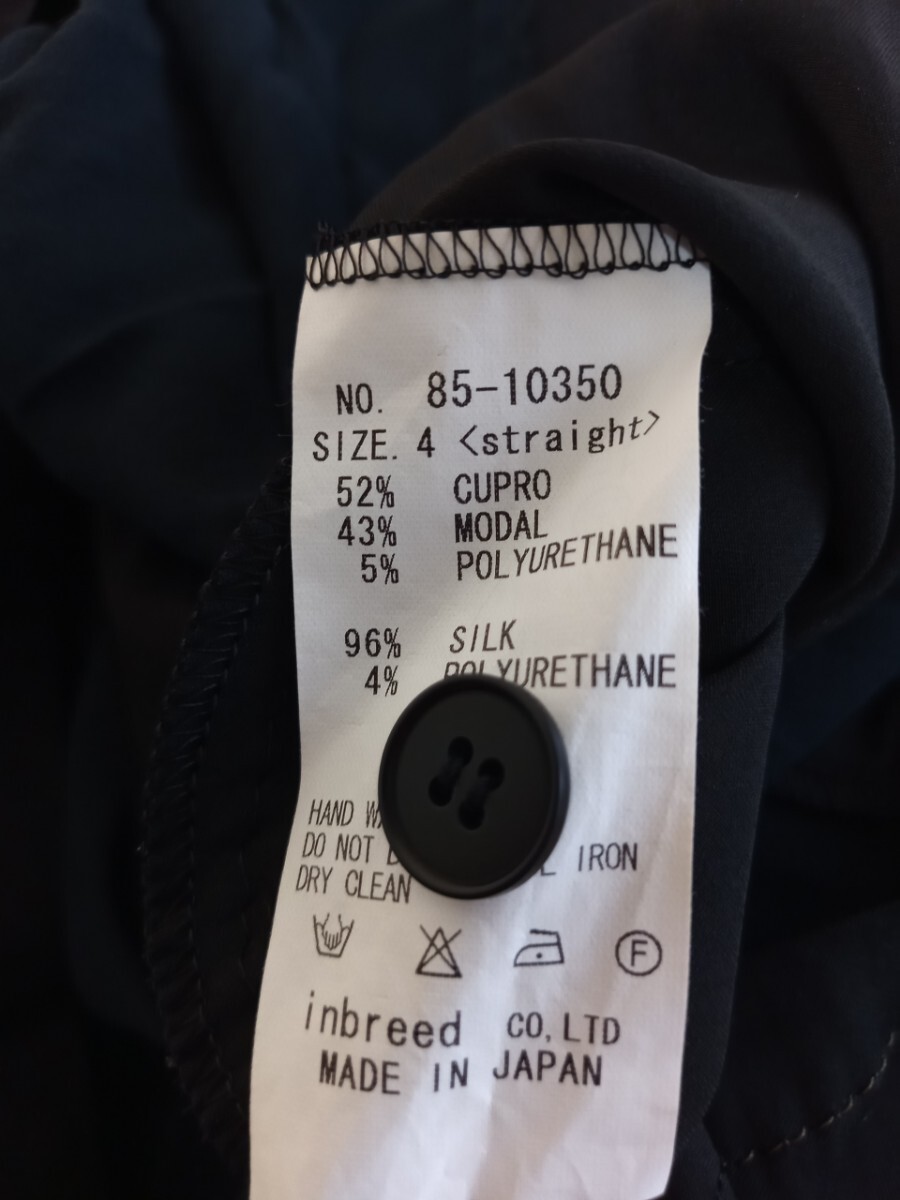 NO. 85-10350
SIZE. 4 <straight>
52% CUPRO
43% MODAL
5% POLYURETHANE
96% SILK
4% POLYURETHANE
HAND
DO NOT IRON
DRY CLEAN
F
inbreed CO,LTD
MADE IN JAPAN